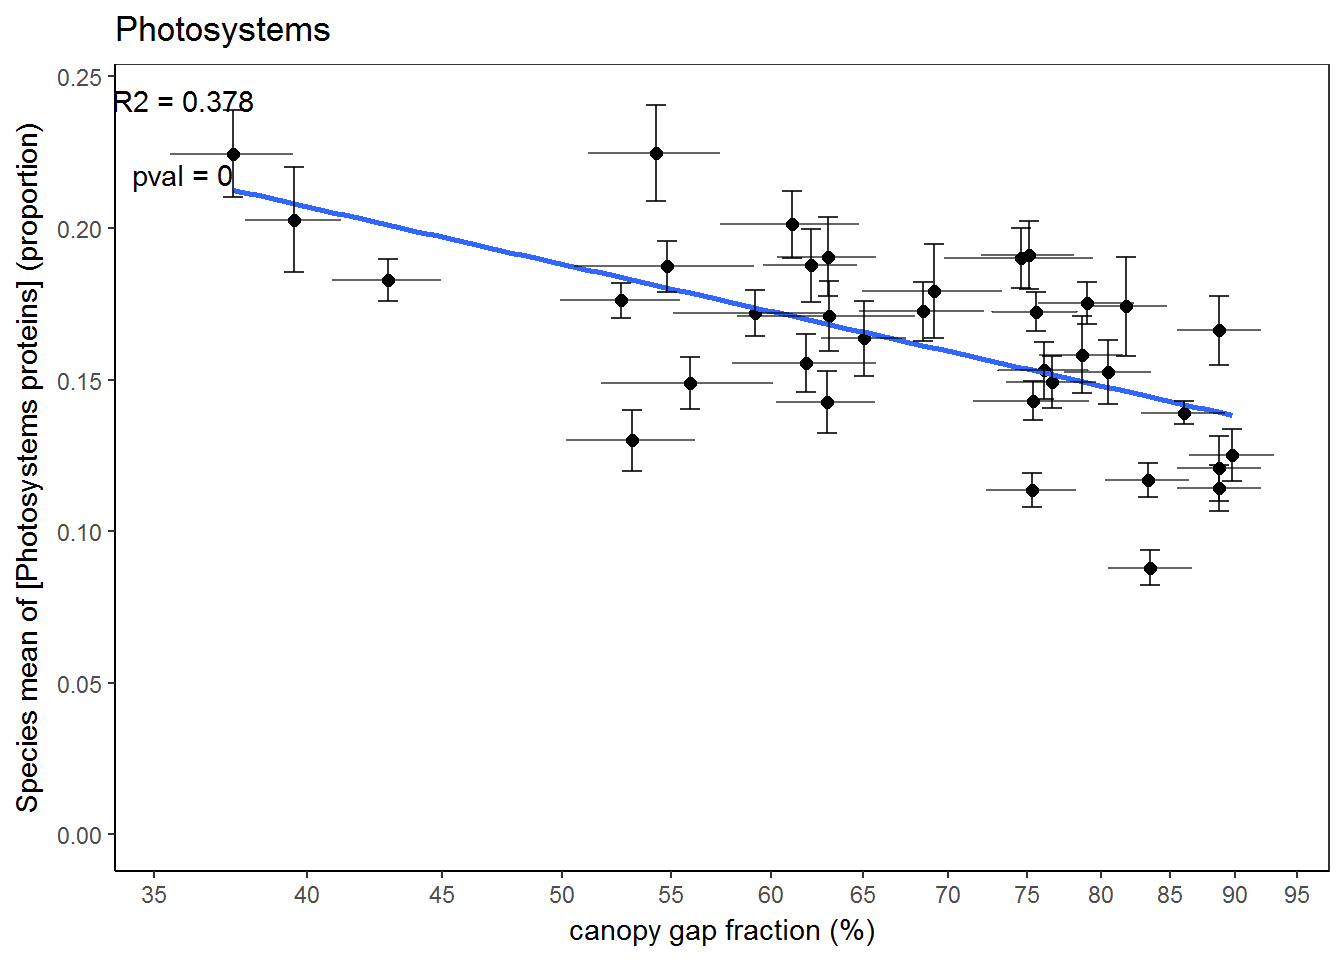 Photosystems
R2 = 0.378
pval = 0
Species mean of [Photosystems proteins] (proportion)
0.25
0.20
0.15
0.10
0.05
0.00
35 40 45 50 55 60 65 70 75 80 85 90 95
canopy gap fraction (%)